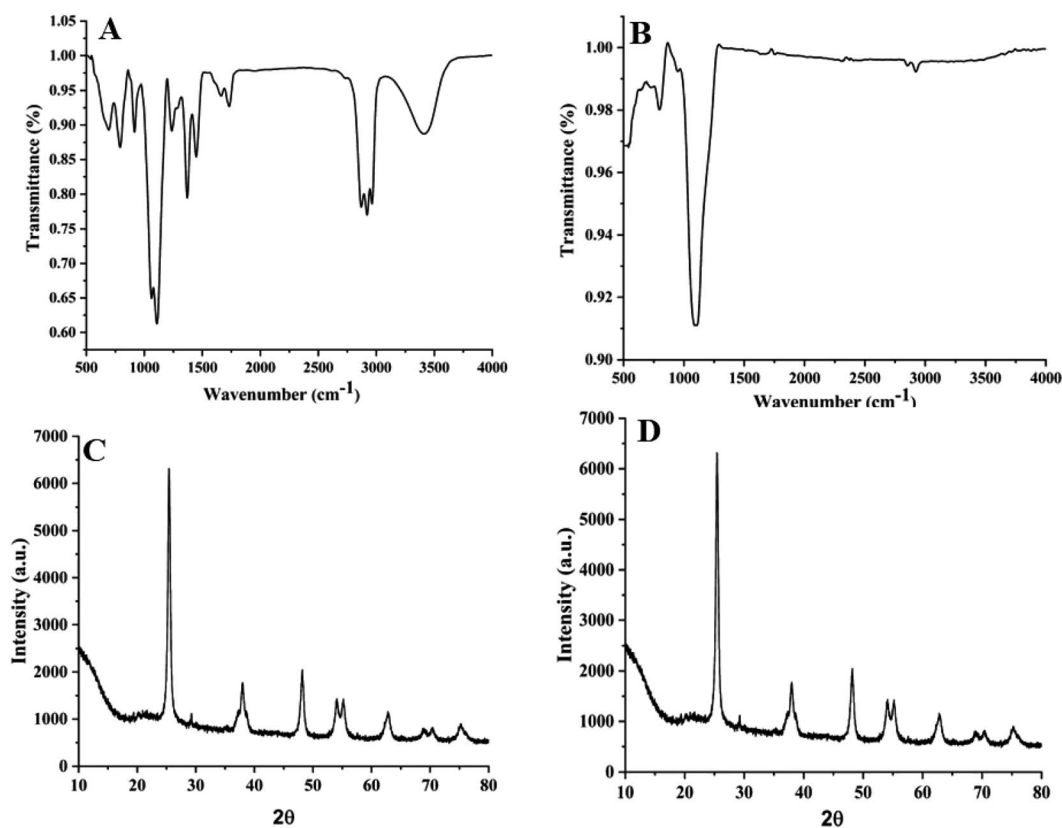 A
1.05
1.00
0.95
0.90
0.85
0.80
0.75
0.70
0.65
0.60
Transmittance (%)
500 1000 1500 2000 2500 3000 3500 4000
Wavenumber (cm-1)
B
1.00
0.98
0.96
0.94
0.92
0.90
Transmittance (%)
500 1000 1500 2000 2500 3000 3500 4000
Wavenumber (cm-1)
C
7000
6000
5000
4000
3000
2000
1000
0
Intensity (a.u.)
10 20 30 40 50 60 70 80
2θ
D
7000
6000
5000
4000
3000
2000
1000
0
Intensity (a.u.)
10 20 30 40 50 60 70 80
2θ